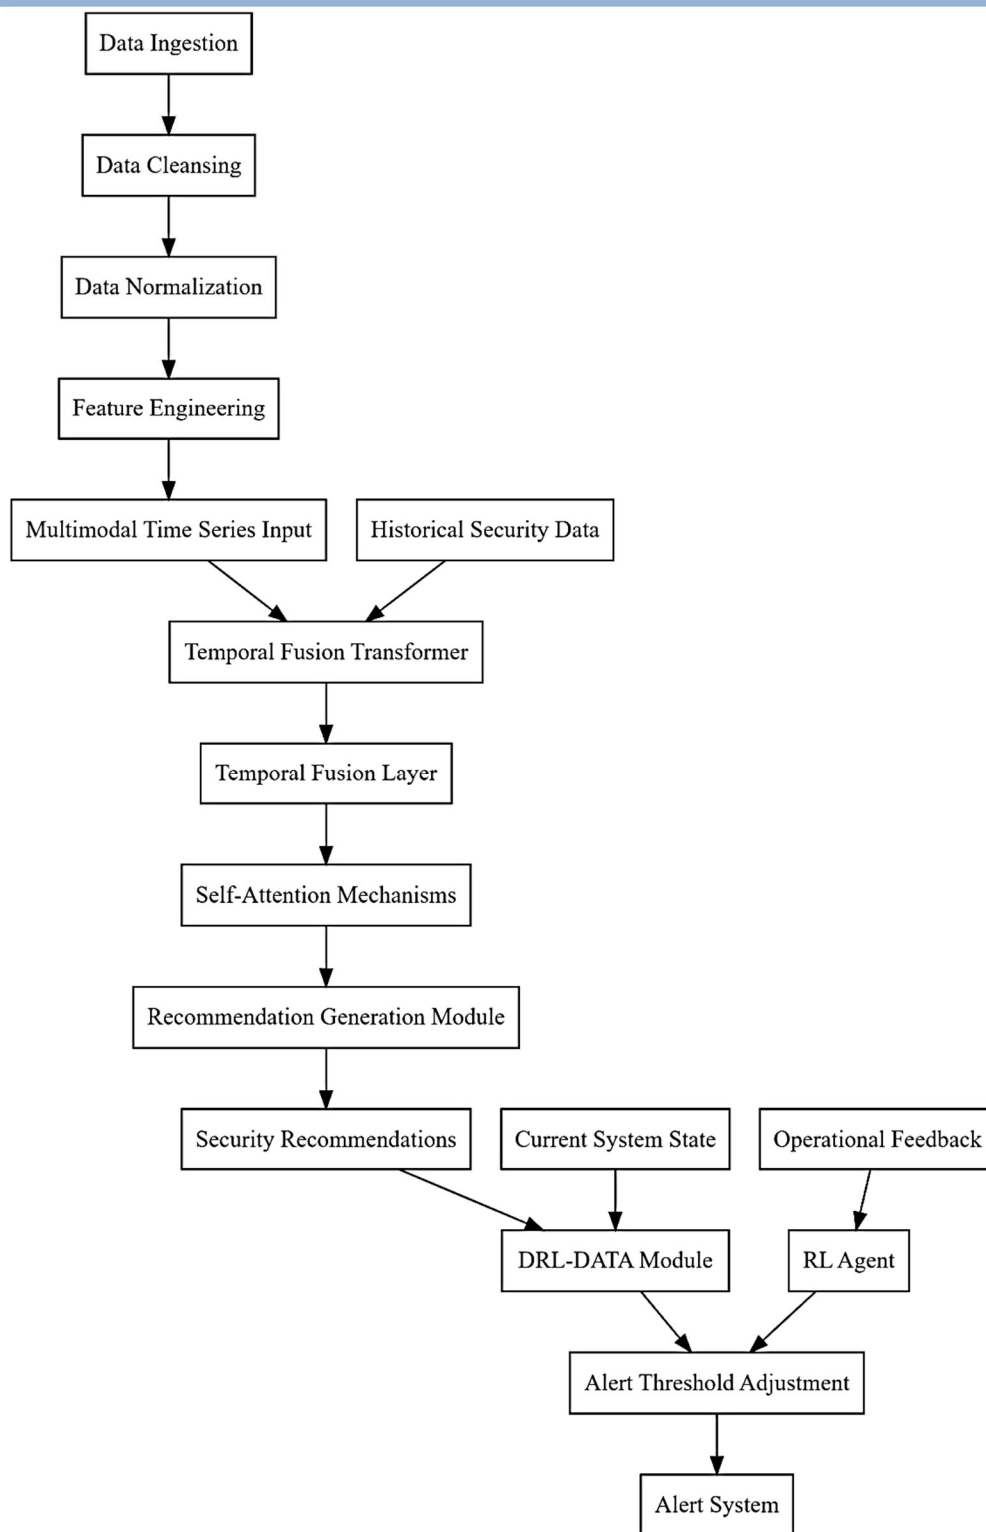 Data Ingestion
Data Cleansing
Data Normalization
Feature Engineering
Multimodal Time Series Input
Historical Security Data
Temporal Fusion Transformer
Temporal Fusion Layer
Self-Attention Mechanisms
Recommendation Generation Module
Security Recommendations
Current System State
Operational Feedback
DRL-DATA Module
RL Agent
Alert Threshold Adjustment
Alert System